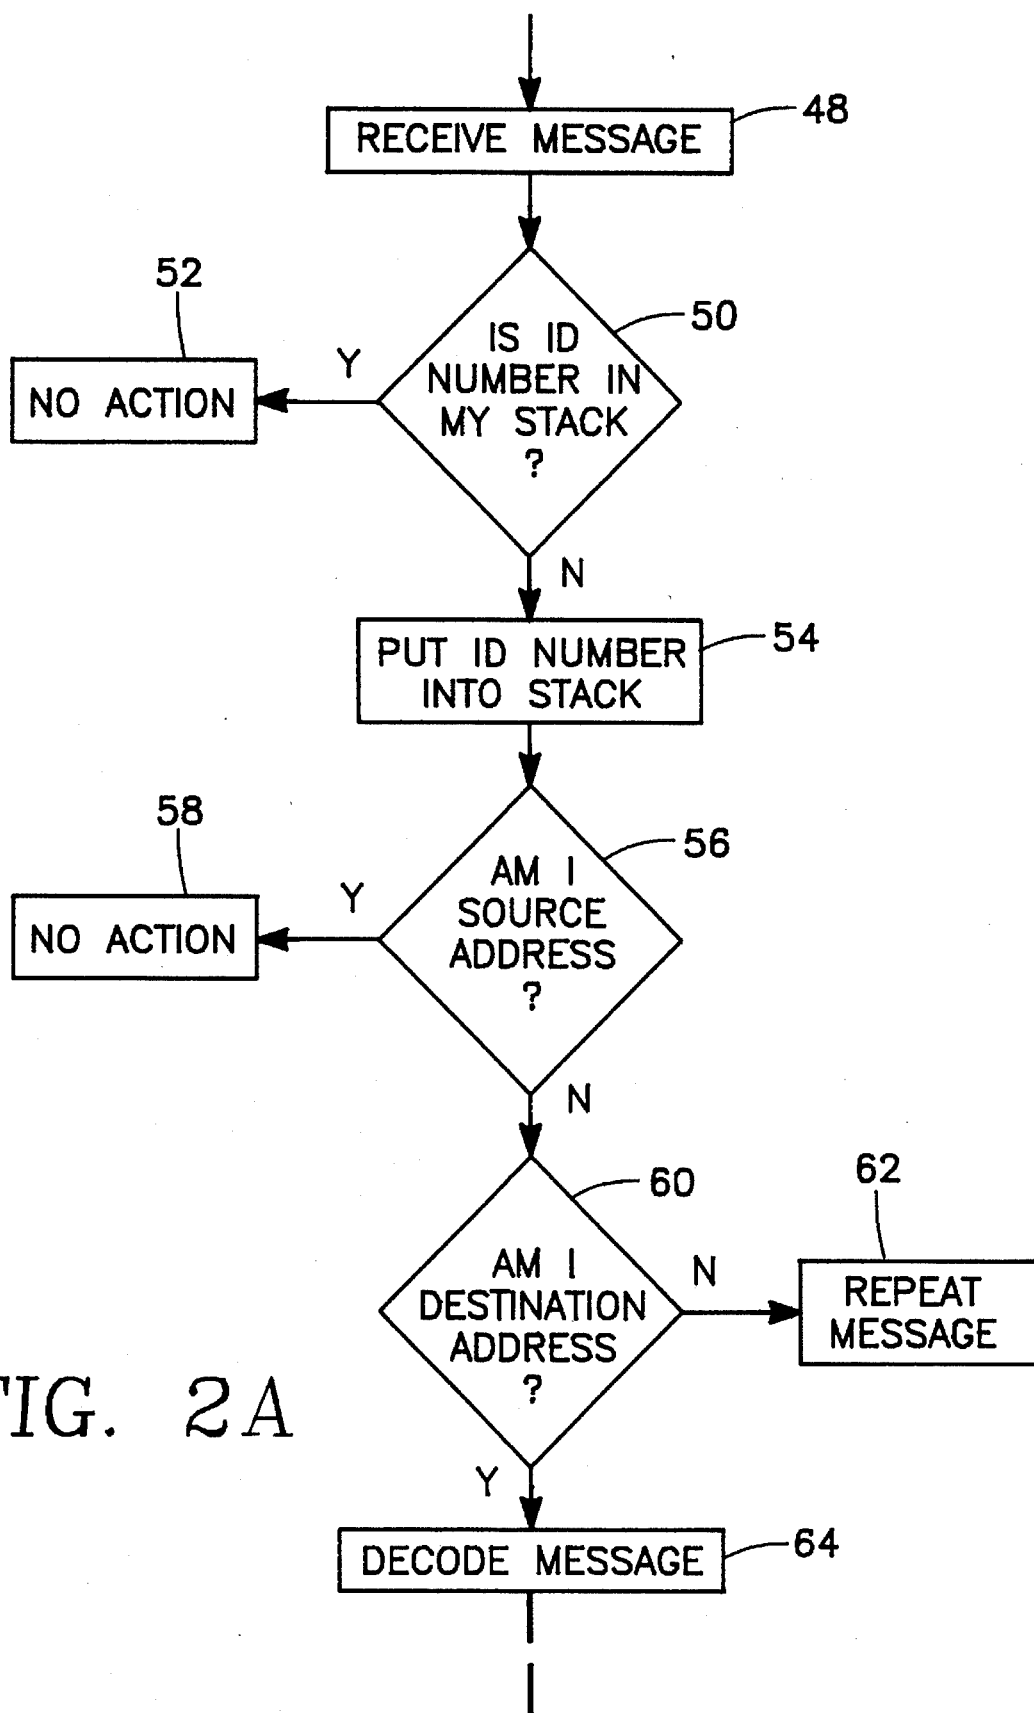 RECEIVE MESSAGE
48
52
50
IS ID
NUMBER IN
MY STACK
?
Y
NO ACTION
N
PUT ID NUMBER
INTO STACK
54
58
56
AM I
SOURCE
ADDRESS
?
Y
NO ACTION
N
60
62
AM I
DESTINATION
ADDRESS
?
N
REPEAT
MESSAGE
FIG. 2A
Y
DECODE MESSAGE
64